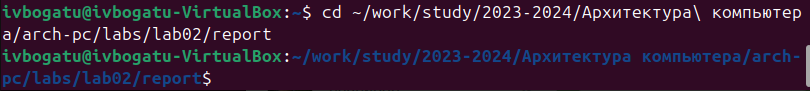 ivbogatu@ivbogatu-VirtualBox:~$ cd ~/work/study/2023-2024/Архитектура\ компьютер
а/arch-pc/labs/lab02/report
ivbogatu@ivbogatu-VirtualBox:~/work/study/2023-2024/Архитектура компьютера/arch-
pc/labs/lab02/report$